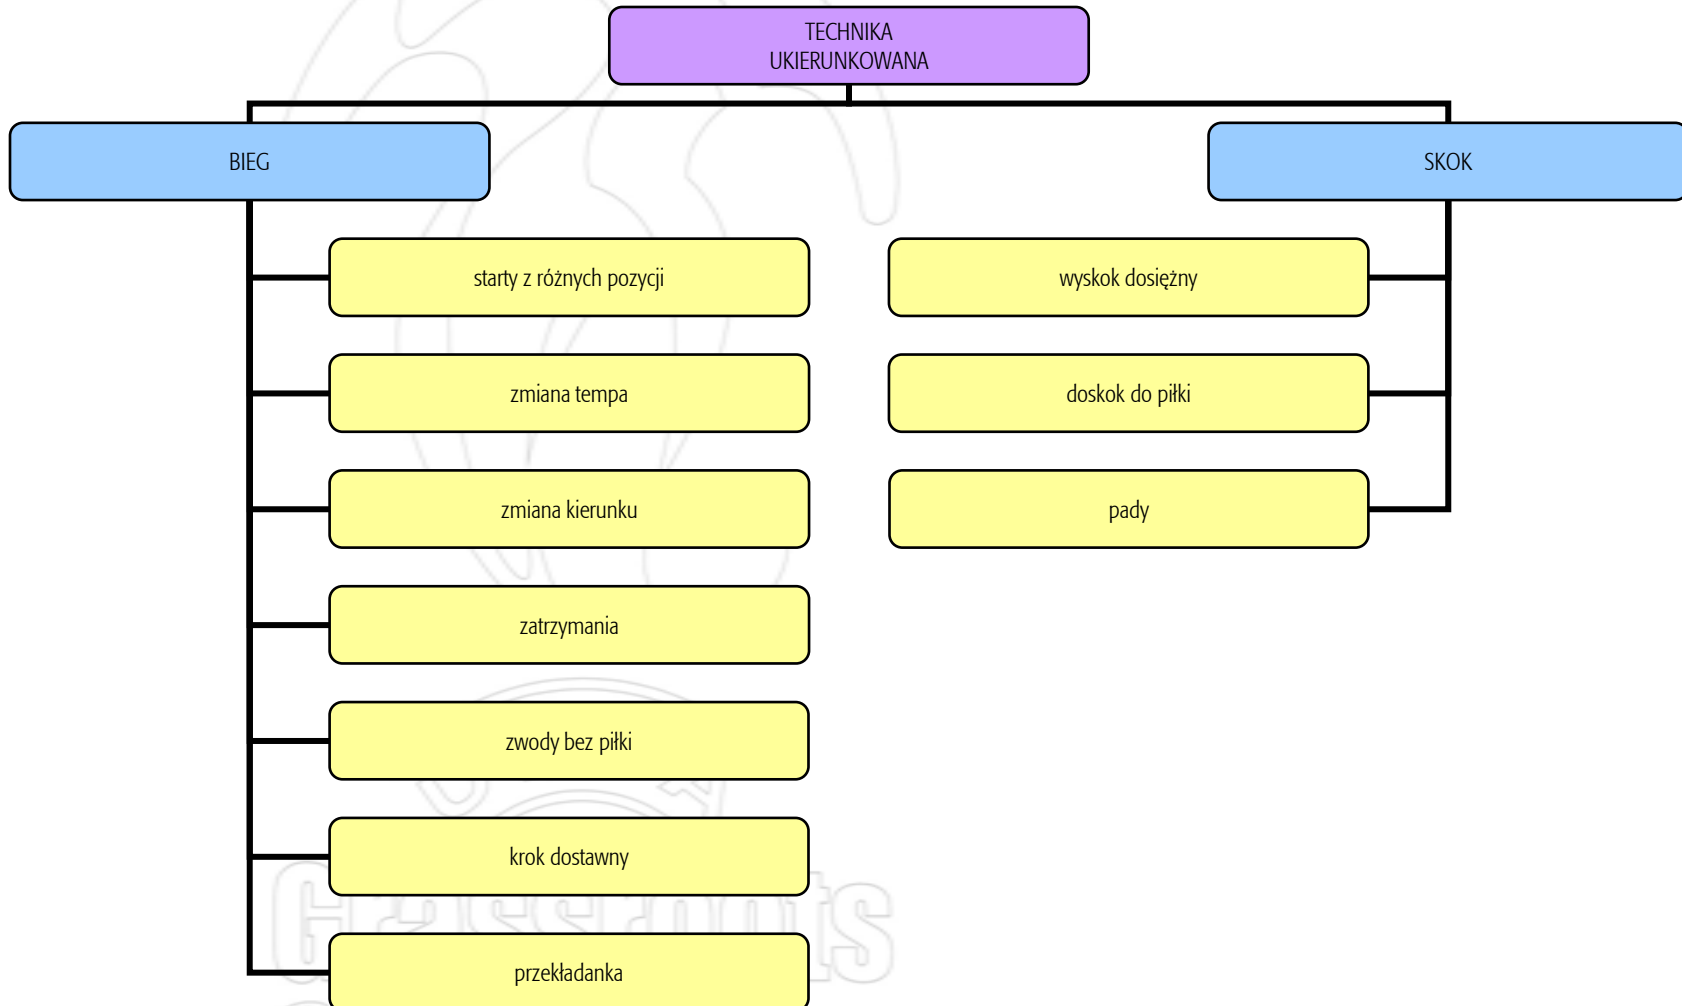 TECHNIKA
UKIERUNKOWANA
BIEG
SKOK
starty z różnych pozycji
wyskok dosiężny
zmiana tempa
doskok do piłki
zmiana kierunku
pady
zatrzymania
zwody bez piłki
krok dostawny
Grassroots
przekładanka